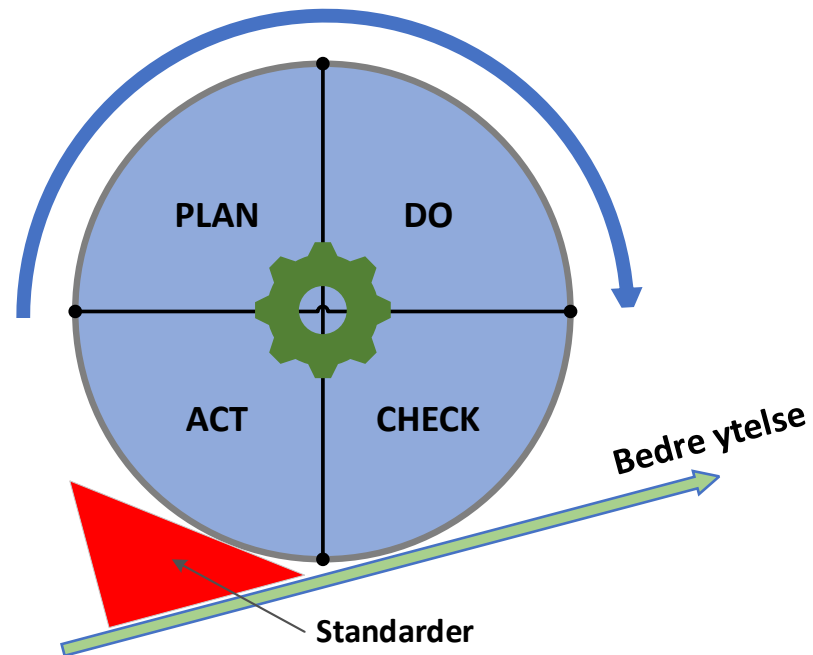 PLAN
DO
ACT
CHECK
Bedre ytelse
Standarder